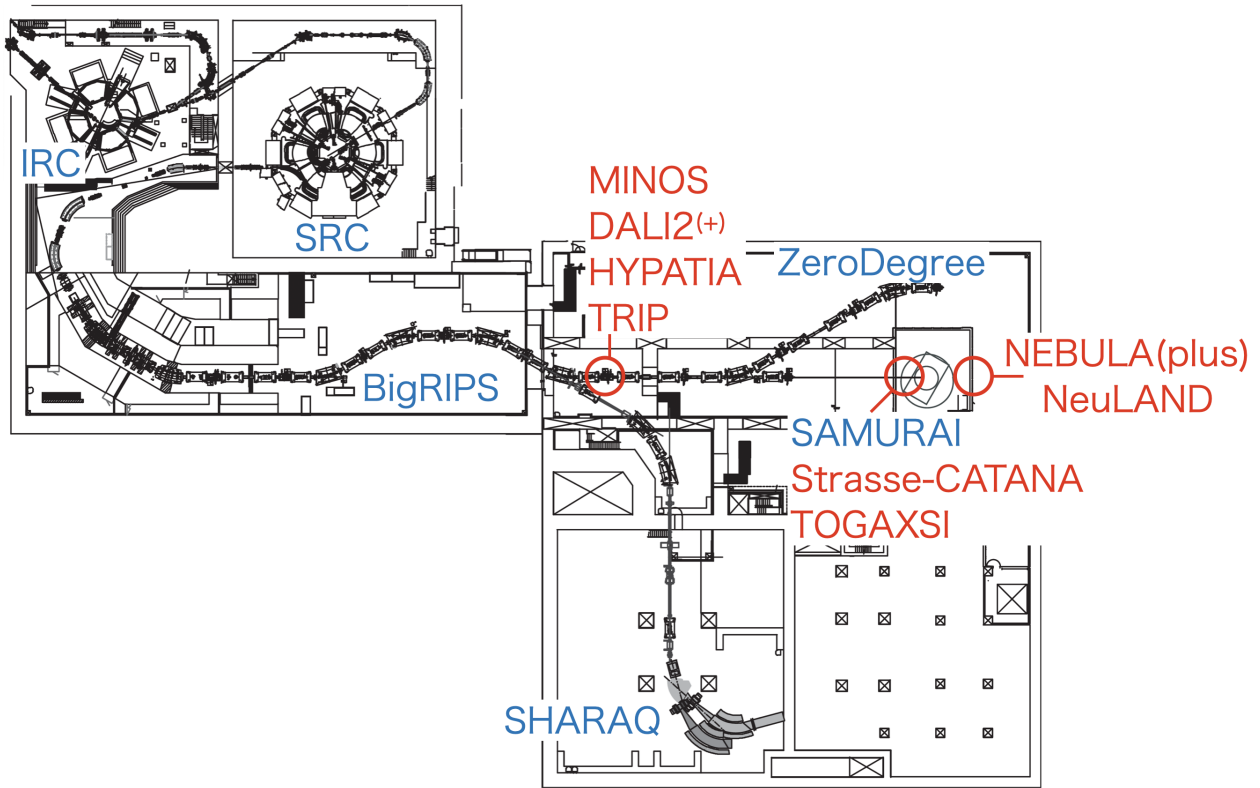 IRC
SRC
MINOS
DALI2(+)
HYPATIA
TRIP
ZeroDegree
BigRIPS
NEBULA(plus)
NeuLAND
SAMURAI
Strasse-CATANA
TOGAXSI
SHARAQ